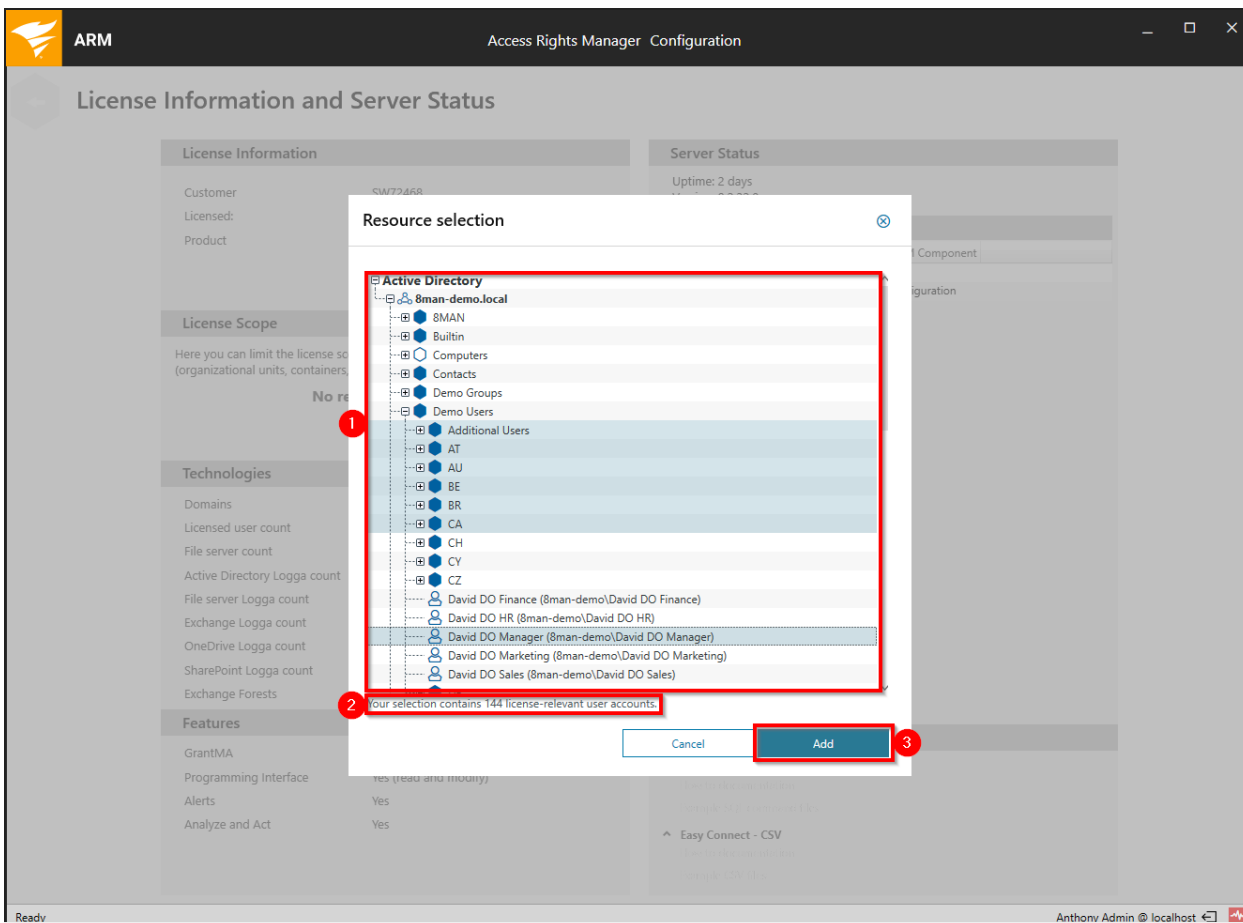 ARM
Access Rights Manager Configuration
License Information and Server Status
License Information
Customer SW72468
Licensed:
Product
License Scope
Here you can limit the license sc
(organizational units, containers,
No re
Technologies
Domains
Licensed user count
File server count
Active Directory Logga count
File server Logga count
Exchange Logga count
OneDrive Logga count
SharePoint Logga count
Exchange Forests
Features
GrantMA
Programming Interface Yes (read and modify)
Alerts Yes
Analyze and Act Yes
Server Status
Uptime: 2 days
Component
iguration
Resource selection
Active Directory
8man-demo.local
8MAN
Builtin
Computers
Contacts
Demo Groups
Demo Users
1
Additional Users
AT
AU
BE
BR
CA
CH
CY
CZ
David DO Finance (8man-demo\David DO Finance)
David DO HR (8man-demo\David DO HR)
David DO Manager (8man-demo\David DO Manager)
David DO Marketing (8man-demo\David DO Marketing)
David DO Sales (8man-demo\David DO Sales)
2
Your selection contains 144 license-relevant user accounts.
Cancel
Add
3
Easy Connect - CSV
Ready
Anthony Admin @ localhost